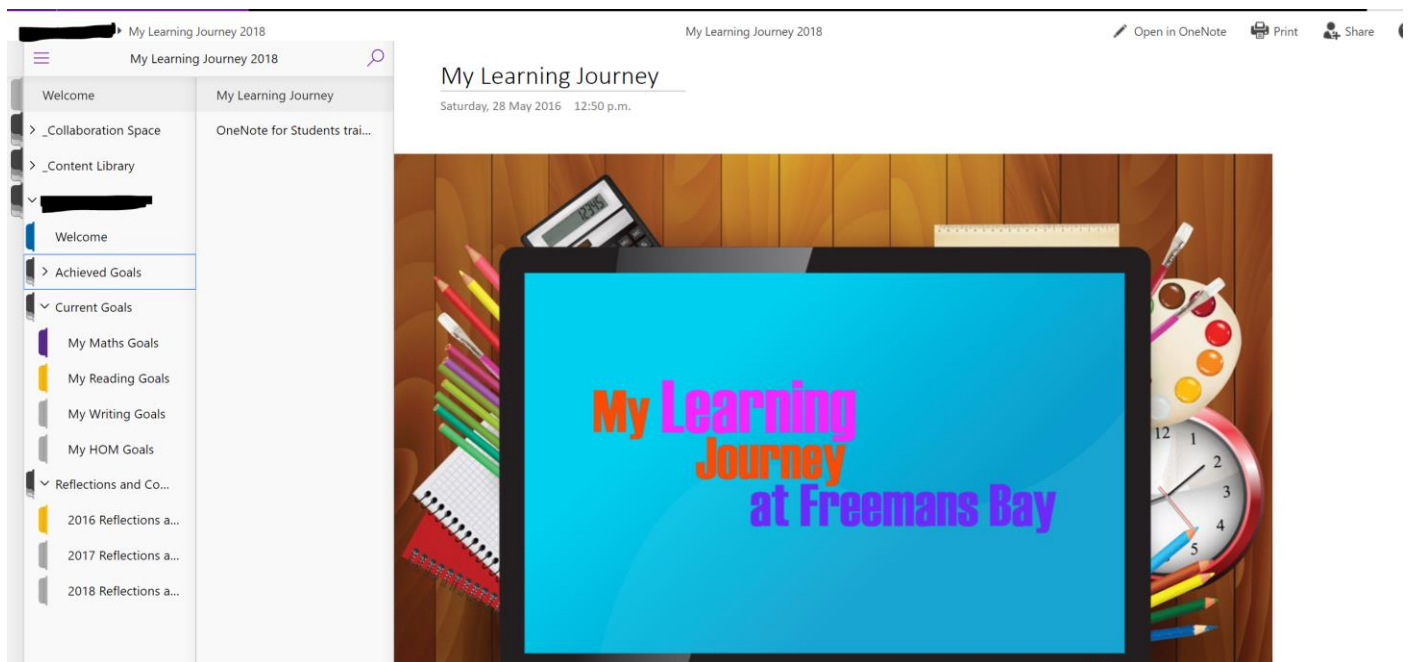 My Learning Journey 2018
My Learning Journey 2018
Open in OneNote
Print
Share
My Learning Journey 2018
Welcome
_Collaboration Space
_Content Library
Welcome
Achieved Goals
Current Goals
My Maths Goals
My Reading Goals
My Writing Goals
My HOM Goals
Reflections and Co...
2016 Reflections a...
2017 Reflections a...
2018 Reflections a...
My Learning Journey
OneNote for Students trai...
My Learning Journey
Saturday, 28 May 2016 12:50 p.m.
12345
My Learning
Journey
at Freemans Bay
12
1
2
3
4
5